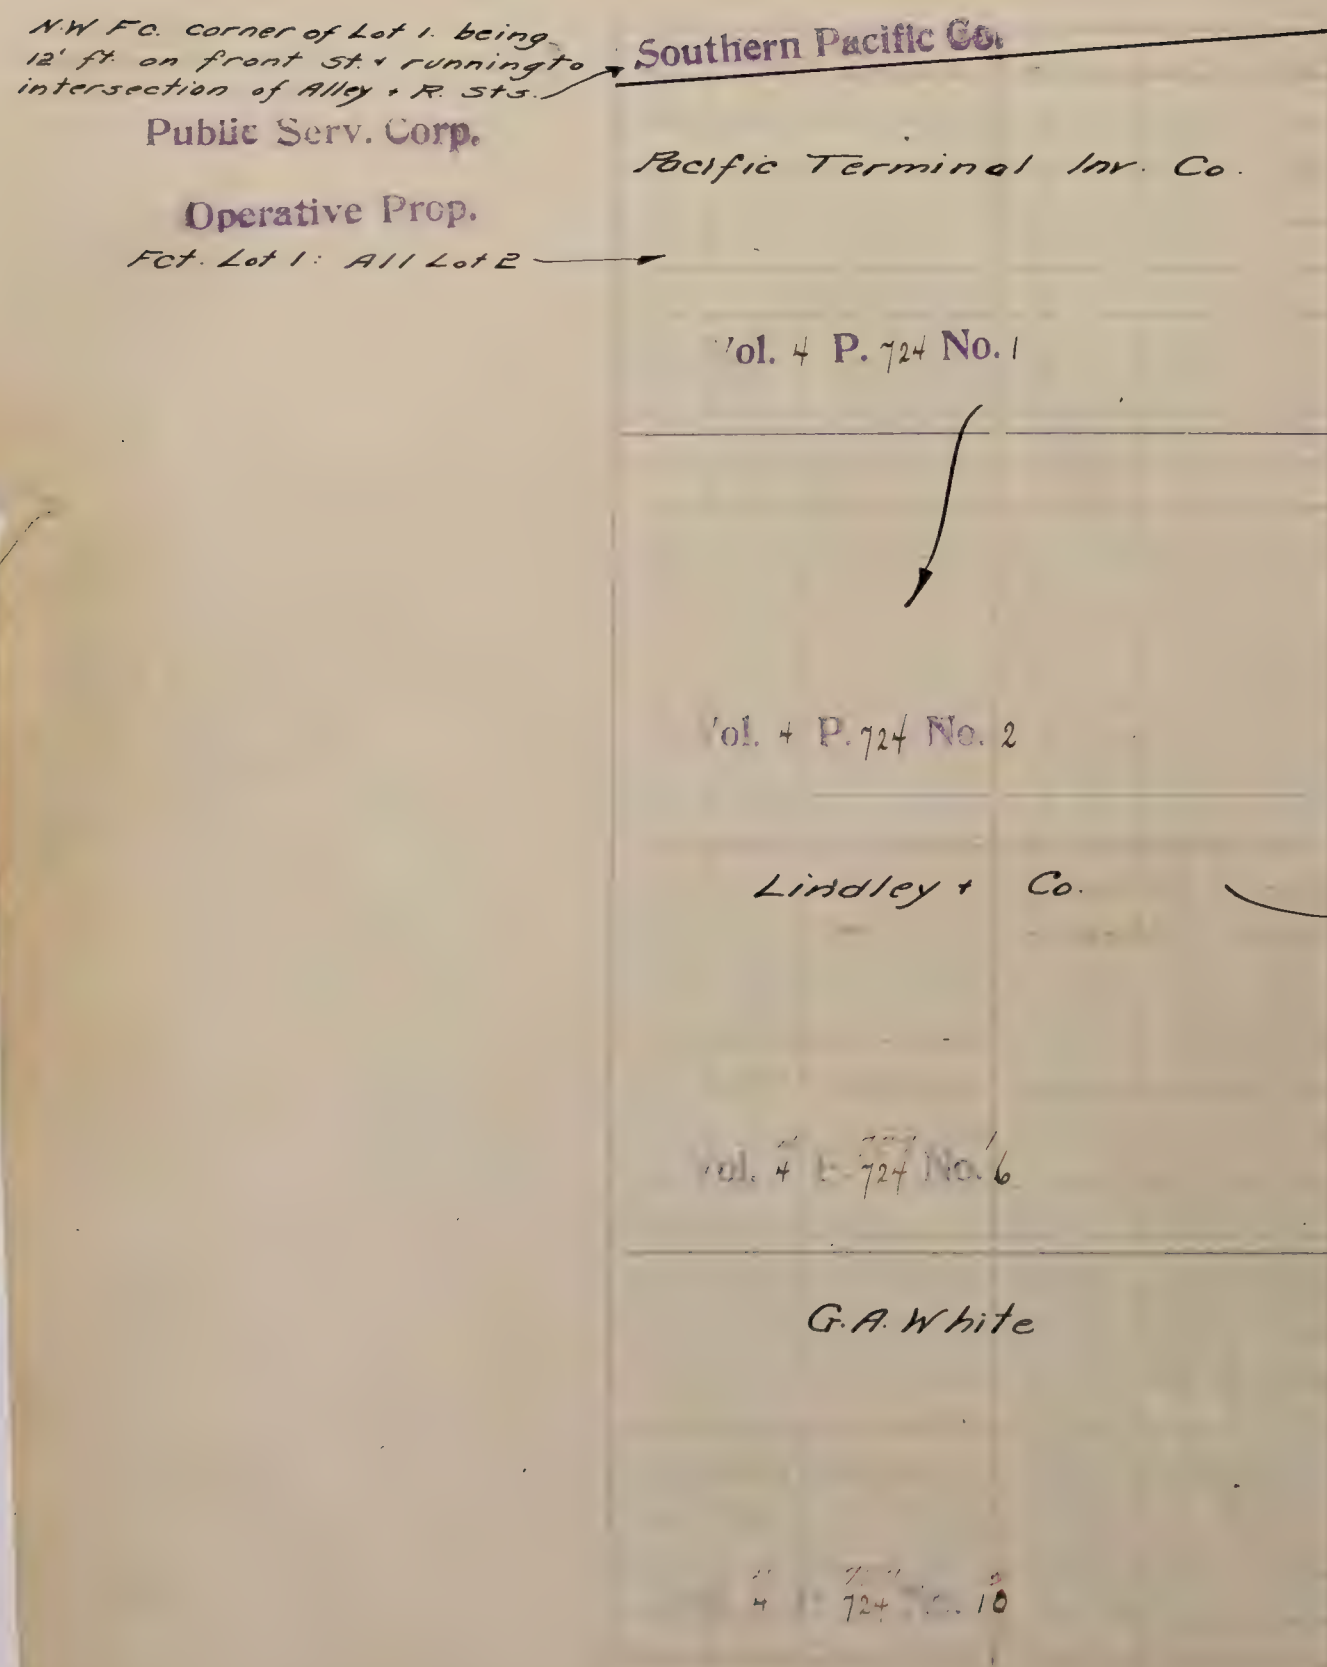 N.W Fc. corner of Lot 1. being
12' ft. on front st. + running to
intersection of Alley + R. Sts.
Southern Pacific Co.
Public Serv. Corp.
Pacific Terminal Inv. Co.
Operative Prop.
Fct. Lot 1: All Lot 2
Vol. 4 P. 724 No. 1
Vol. 4 P. 724 No. 2
Lindley + Co.
Vol. 4 P. 724 No. 6
G.A. White
4 724 10